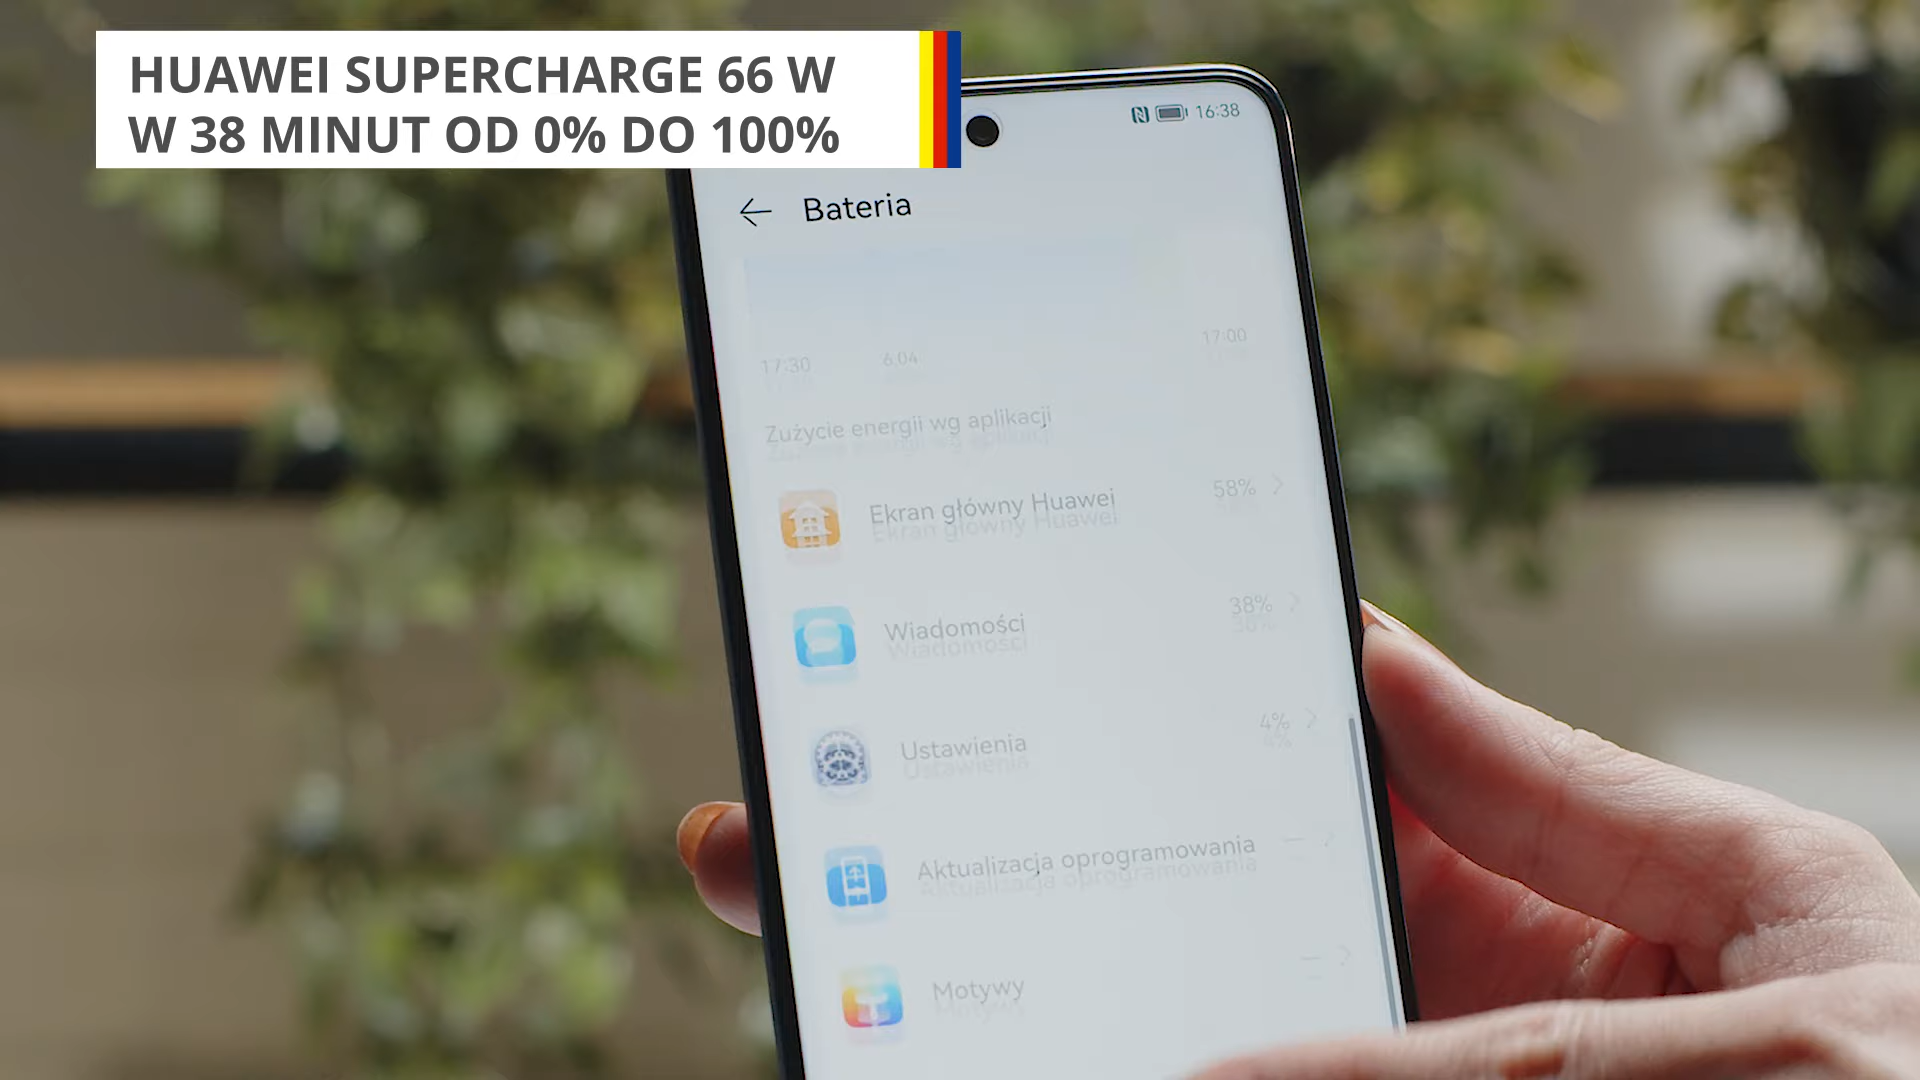 HUAWEI SUPERCHARGE 66 W
W 38 MINUT OD 0% DO 100%
16:38
Bateria
17:30 6.04 17:00
Zużycie energii wg aplikacji
Ekran główny Huawei 58%
Wiadomości 38%
Ustawienia 4%
Aktualizacja oprogramowania
Motywy